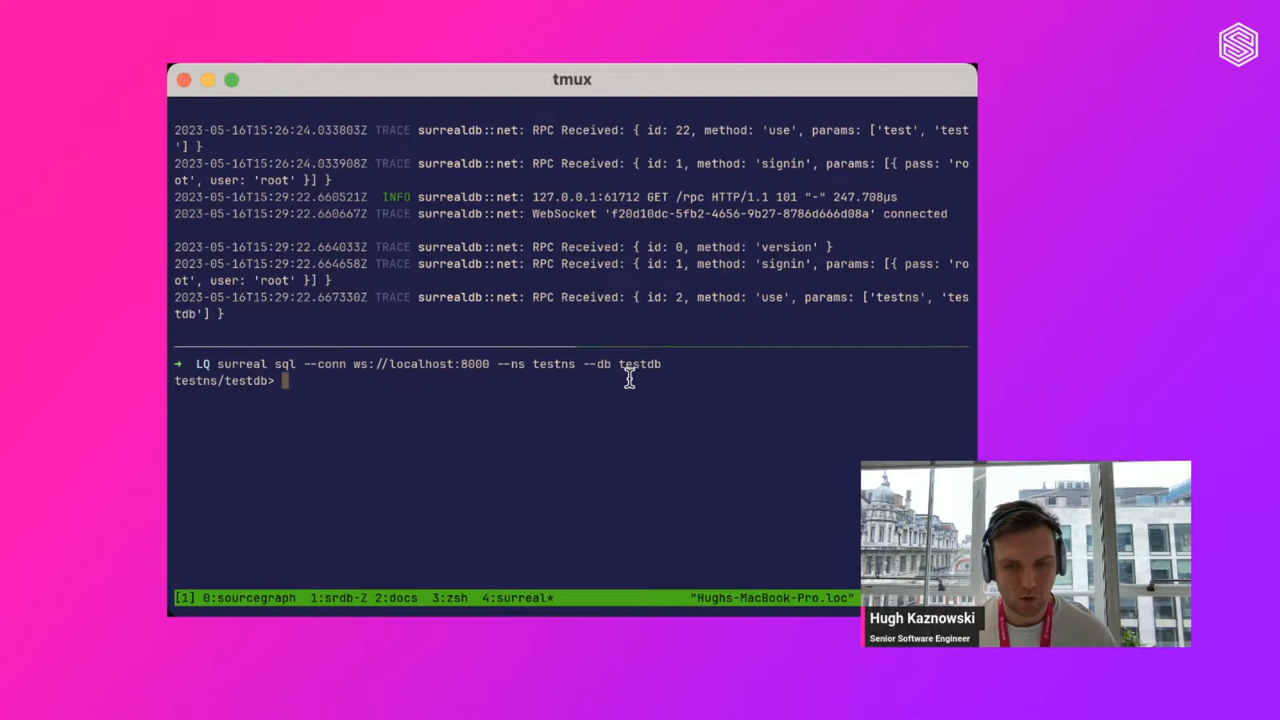 tmux
2023-05-16T15:26:24.033803Z TRACE surrealdb::net: RPC Received: { id: 22, method: 'use', params: ['test', 'test
'] }
2023-05-16T15:26:24.033908Z TRACE surrealdb::net: RPC Received: { id: 1, method: 'signin', params: [{ pass: 'ro
ot', user: 'root' }] }
2023-05-16T15:29:22.660521Z  INFO surrealdb::net: 127.0.0.1:61712 GET /rpc HTTP/1.1 101 "-" 247.708µs
2023-05-16T15:29:22.660667Z TRACE surrealdb::net: WebSocket 'f20d10dc-5fb2-4656-9b27-8786d666d08a' connected
2023-05-16T15:29:22.664033Z TRACE surrealdb::net: RPC Received: { id: 0, method: 'version' }
2023-05-16T15:29:22.664658Z TRACE surrealdb::net: RPC Received: { id: 1, method: 'signin', params: [{ pass: 'ro
ot', user: 'root' }] }
2023-05-16T15:29:22.667330Z TRACE surrealdb::net: RPC Received: { id: 2, method: 'use', params: ['testns', 'tes
tdb'] }
➜  LQ surreal sql --conn ws://localhost:8000 --ns testns --db testdb
testns/testdb>
[1] 0:sourcegraph  1:srdb-Z 2:docs  3:zsh  4:surreal* "Hughs-MacBook-Pro.loc"
Hugh Kaznowski
Senior Software Engineer